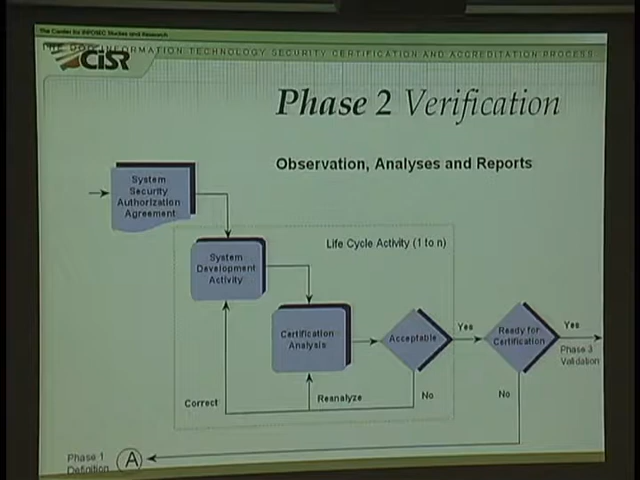 The Center for INFOSEC Studies and Research
INFORMATION TECHNOLOGY SECURITY CERTIFICATION AND ACCREDITATION PROCESS
CISR
Phase 2 Verification
Observation, Analyses and Reports
System
Security
Authorization
Agreement
Life Cycle Activity (1 to n)
System
Development
Activity
Certification
Analysis
Acceptable
Yes
Ready for
Certification
Yes
Phase 3
Validation
No
No
Correct
Reanalyze
Phase 1
Definition
A